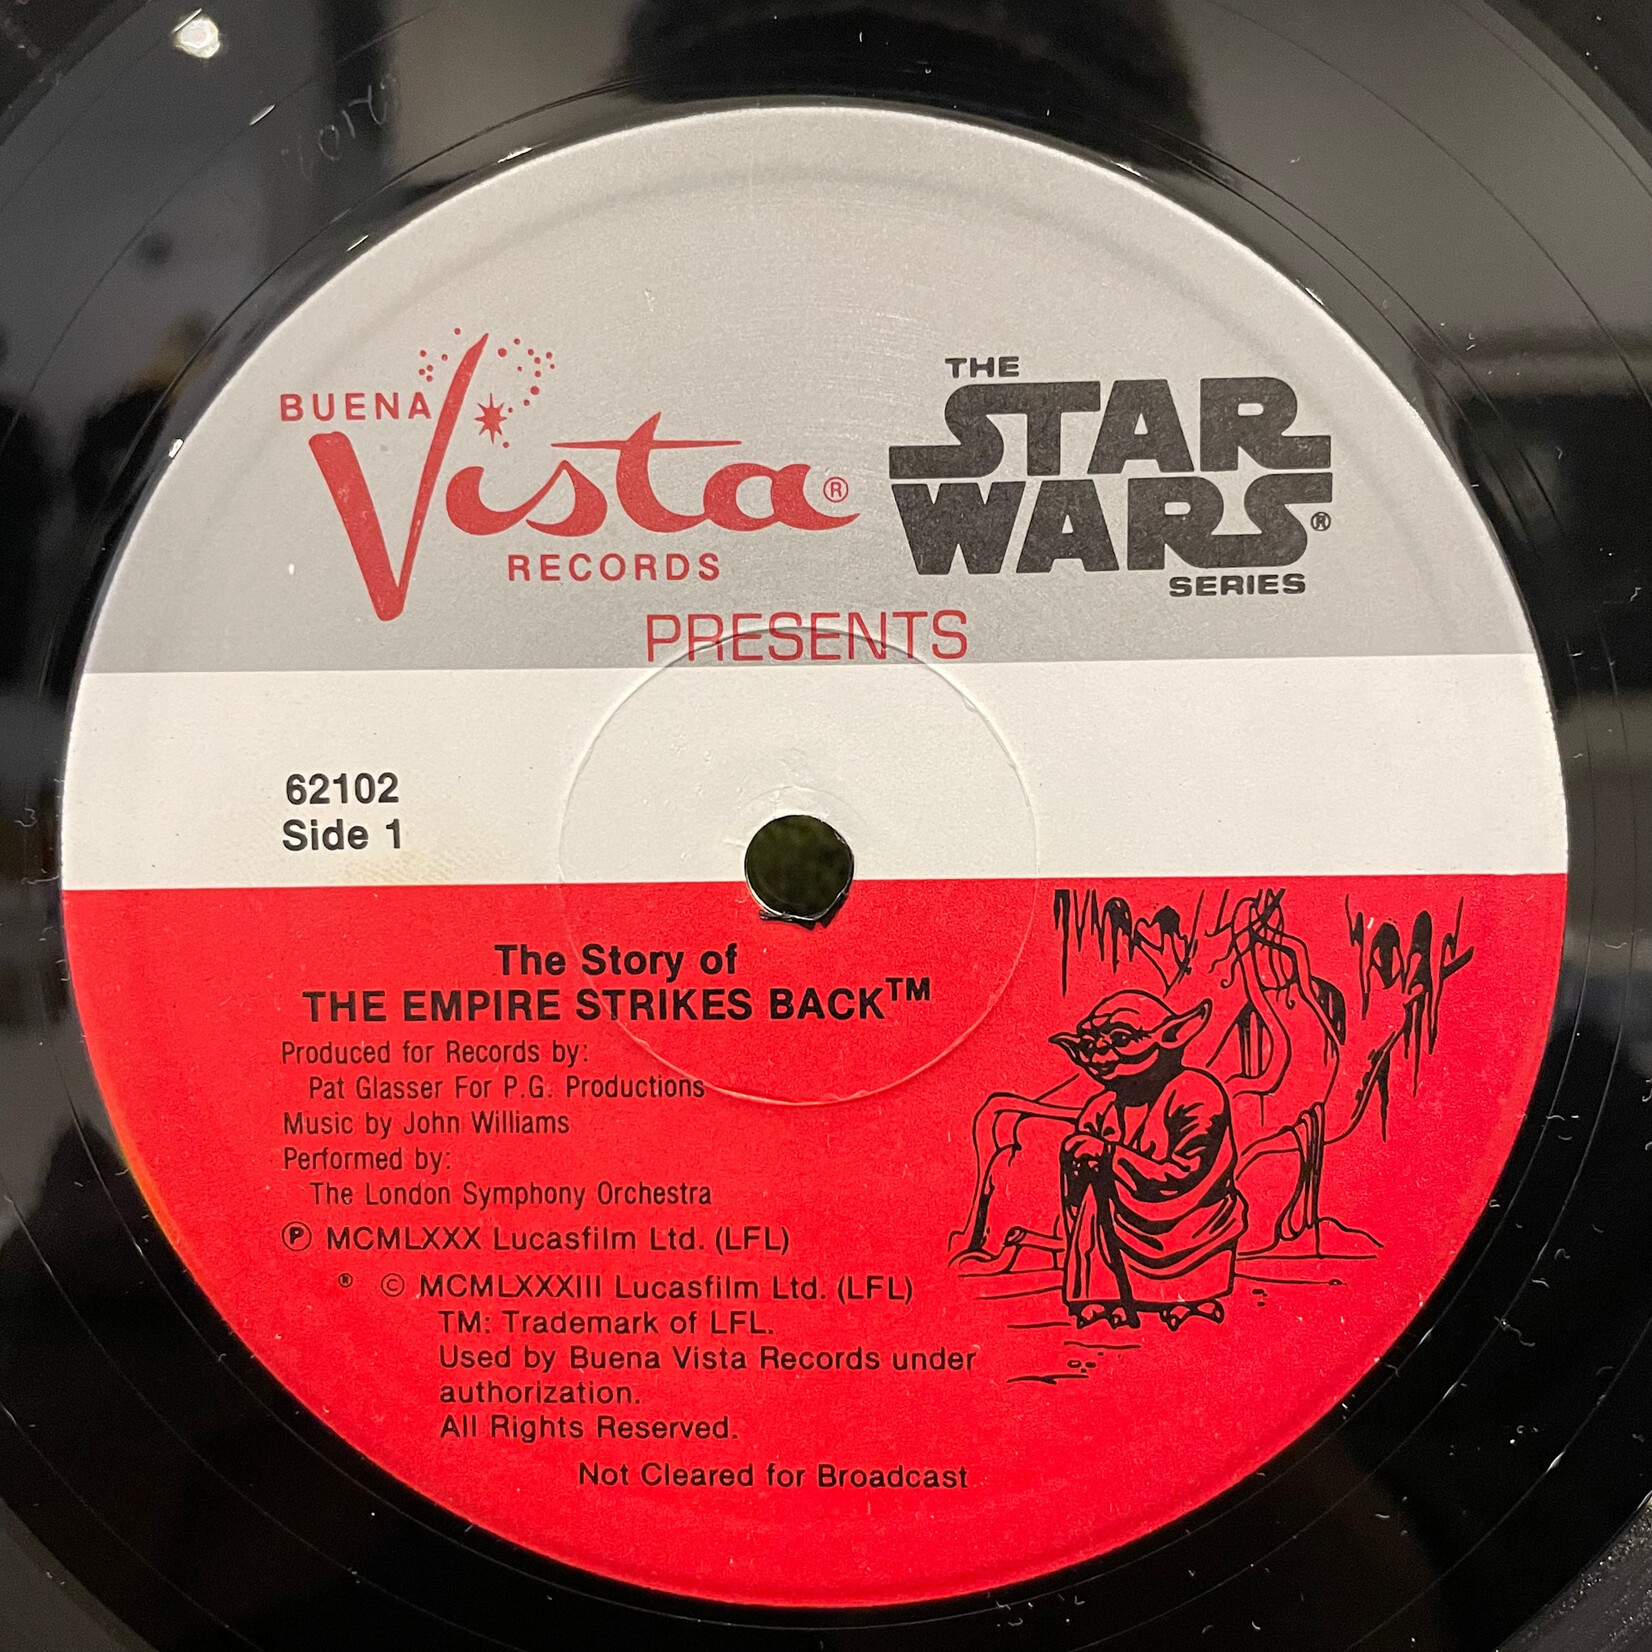 BUENA
Vista®
RECORDS
THE
STAR
WARS®
SERIES
PRESENTS
62102
Side 1
The Story of
THE EMPIRE STRIKES BACK™
Produced for Records by:
Pat Glasser For P.G. Productions
Music by John Williams
Performed by:
The London Symphony Orchestra
℗ MCMLXXX Lucasfilm Ltd. (LFL)
® © MCMLXXXIII Lucasfilm Ltd. (LFL)
TM: Trademark of LFL.
Used by Buena Vista Records under
authorization.
All Rights Reserved.
Not Cleared for Broadcast